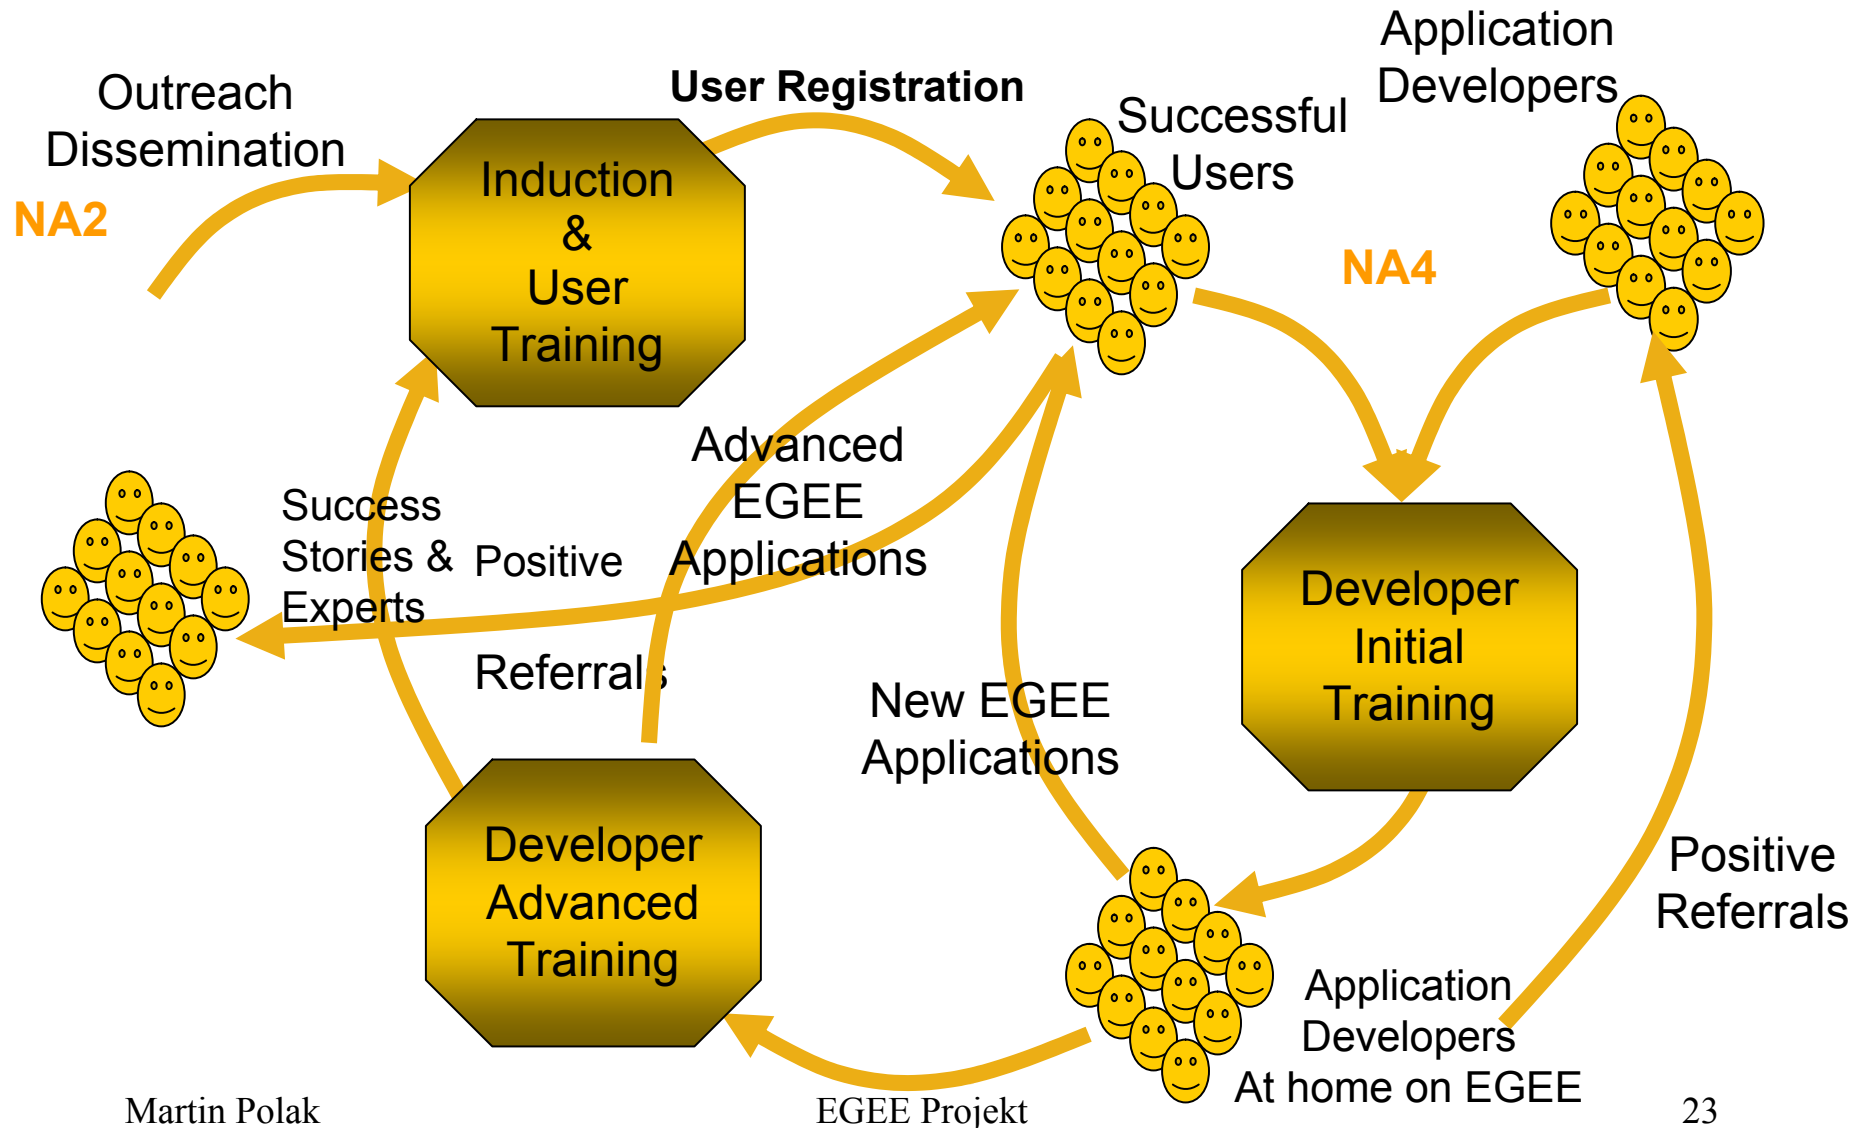 Outreach
Dissemination
NA2
Induction
&
User
Training
User Registration
Successful
Users
Application
Developers
NA4
Success
Stories &
Experts
Positive
Referrals
Advanced
EGEE
Applications
New EGEE
Applications
Developer
Initial
Training
Developer
Advanced
Training
Positive
Referrals
Application
Developers
At home on EGEE
Martin Polak
EGEE Projekt
23